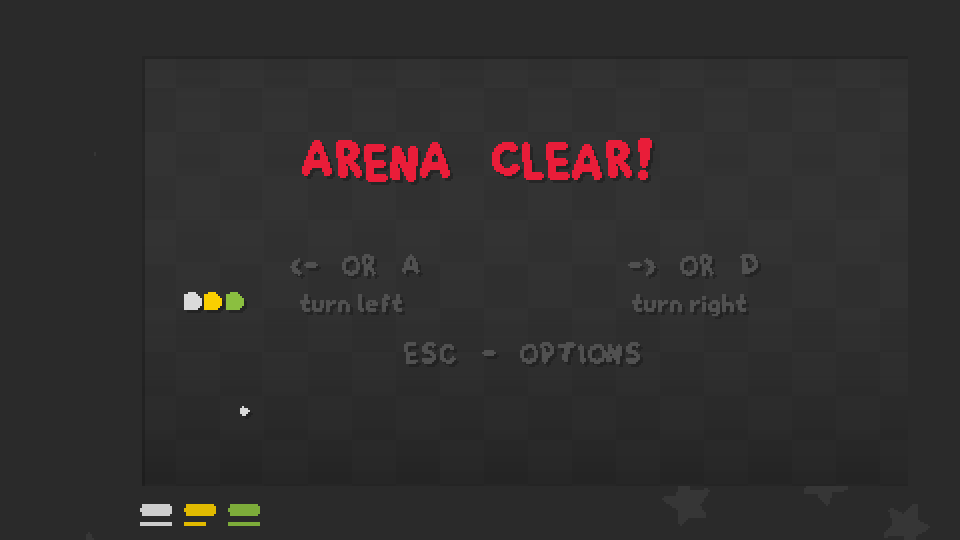 ARENA CLEAR!
<- OR A
turn left
-> OR D
turn right
ESC - OPTIONS